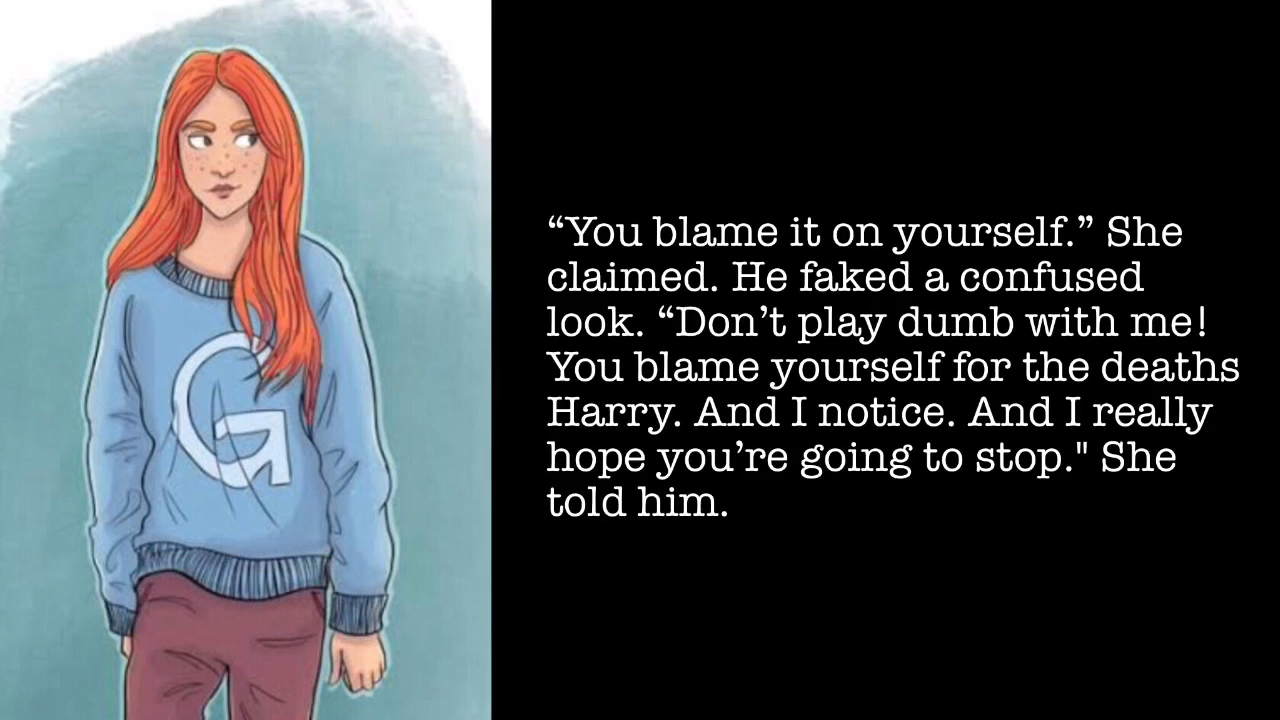 G
“You blame it on yourself.” She
claimed. He faked a confused
look. “Don’t play dumb with me!
You blame yourself for the deaths
Harry. And I notice. And I really
hope you’re going to stop." She
told him.